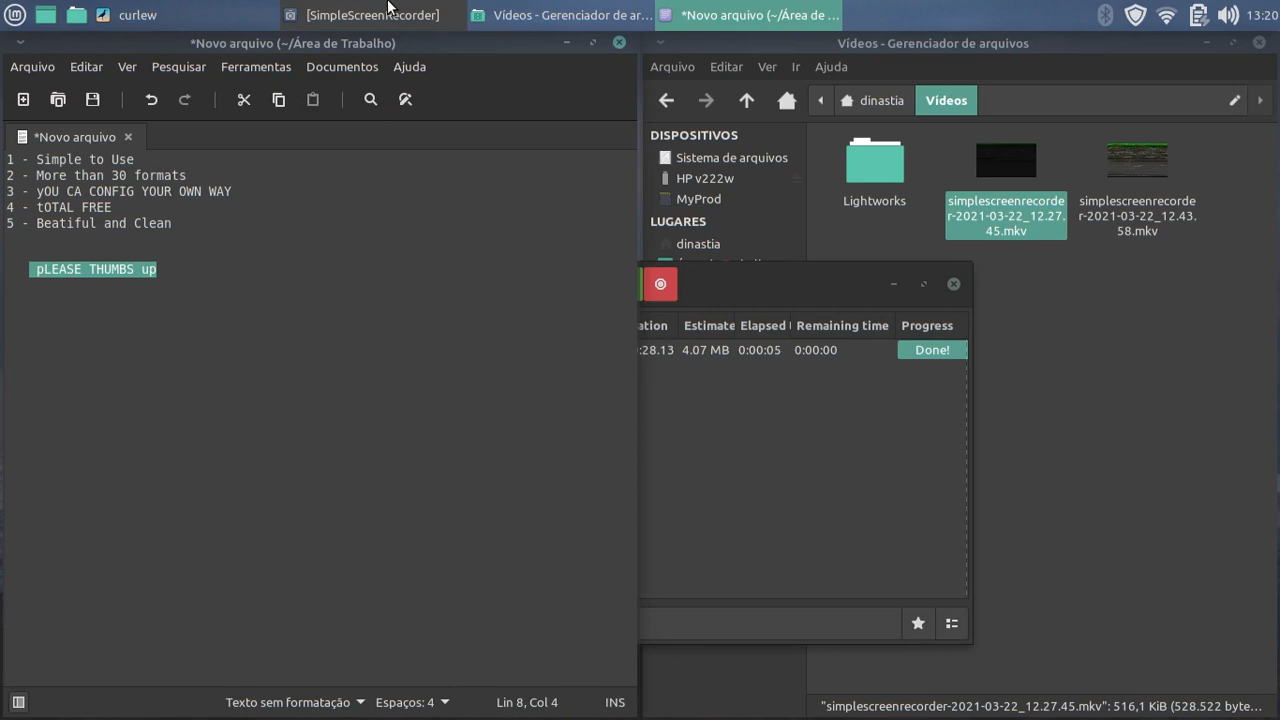 curlew
[SimpleScreenRecorder]
Vídeos - Gerenciador de ar...
*Novo arquivo (~/Área de ...
13:20
*Novo arquivo (~/Área de Trabalho)
Arquivo Editar Ver Pesquisar Ferramentas Documentos Ajuda
*Novo arquivo
1 - Simple to Use
2 - More than 30 formats
3 - yOU CA CONFIG YOUR OWN WAY
4 - tOTAL FREE
5 - Beatiful and Clean
pLEASE THUMBS up
Texto sem formatação Espaços: 4 Lin 8, Col 4 INS
Vídeos - Gerenciador de arquivos
Arquivo Editar Ver Ir Ajuda
dinastia Vídeos
DISPOSITIVOS
Sistema de arquivos
HP v222w
MyProd
LUGARES
dinastia
Lightworks
simplescreenrecorde
r-2021-03-22_12.27.
45.mkv
simplescreenrecorde
r-2021-03-22_12.43.
58.mkv
ation Estimate Elapsed Remaining time Progress
:28.13 4.07 MB 0:00:05 0:00:00 Done!
"simplescreenrecorder-2021-03-22_12.27.45.mkv": 516,1 KiB (528.522 byte...